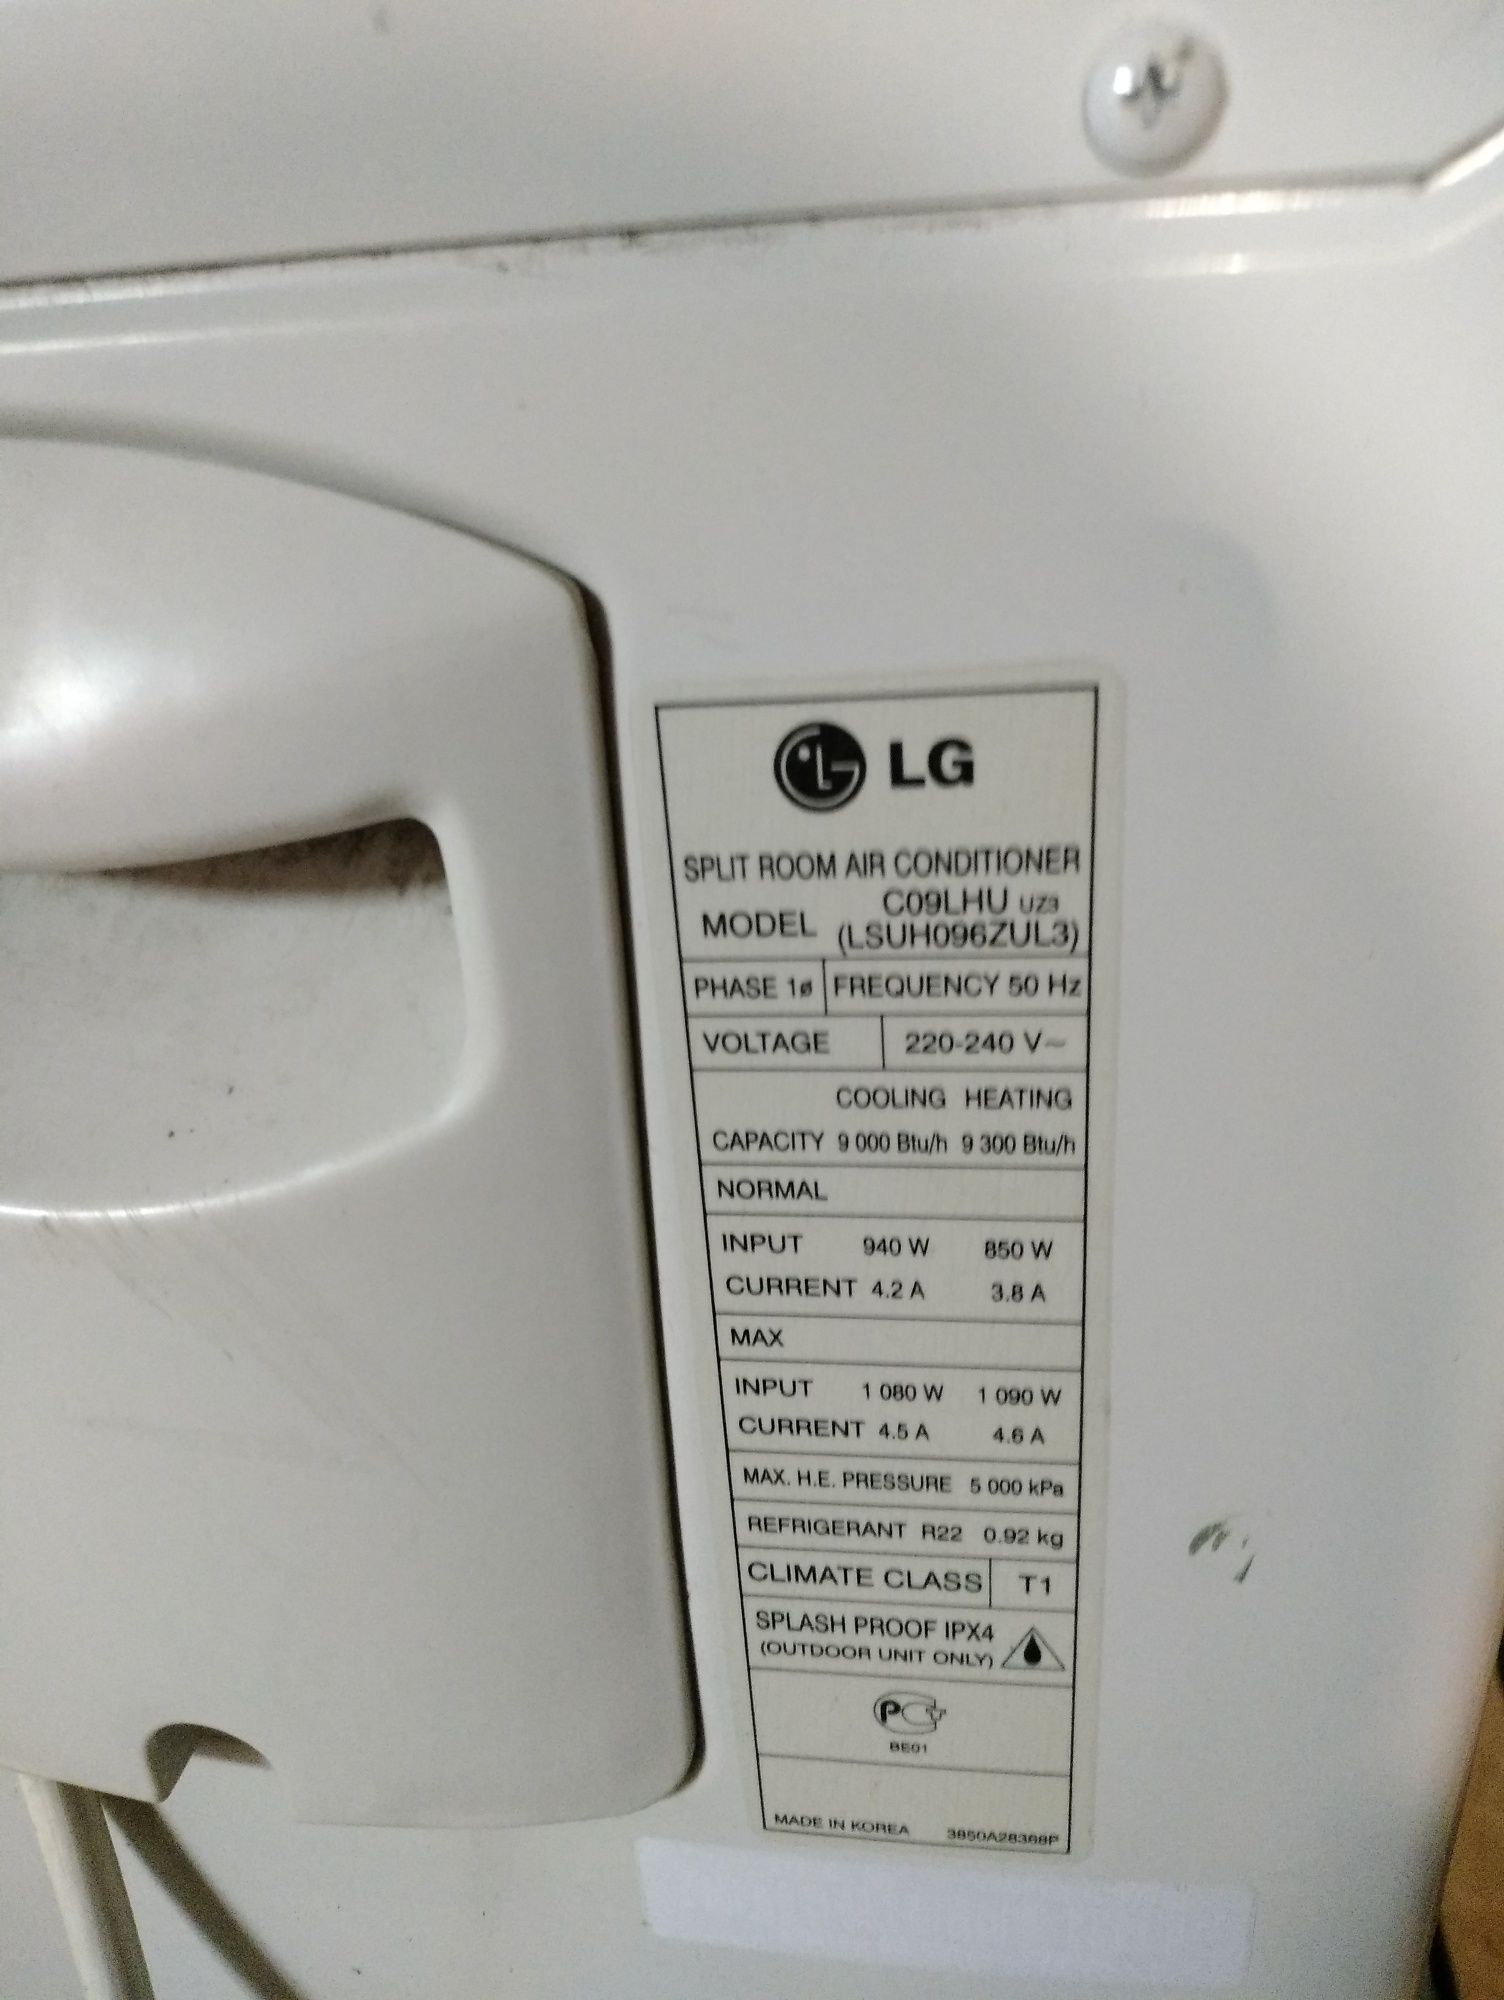 LG
SPLIT ROOM AIR CONDITIONER
C09LHU UZ3
MODEL (LSUH096ZUL3)
PHASE 1ø FREQUENCY 50 Hz
VOLTAGE 220-240 V~
COOLING HEATING
CAPACITY 9 000 Btu/h 9 300 Btu/h
NORMAL
INPUT 940 W 850 W
CURRENT 4.2 A 3.8 A
MAX
INPUT 1 080 W 1 090 W
CURRENT 4.5 A 4.6 A
MAX. H.E. PRESSURE 5 000 kPa
REFRIGERANT R22 0.92 kg
CLIMATE CLASS T1
SPLASH PROOF IPX4
(OUTDOOR UNIT ONLY)
PCT
BE01
MADE IN KOREA 3850A28368P